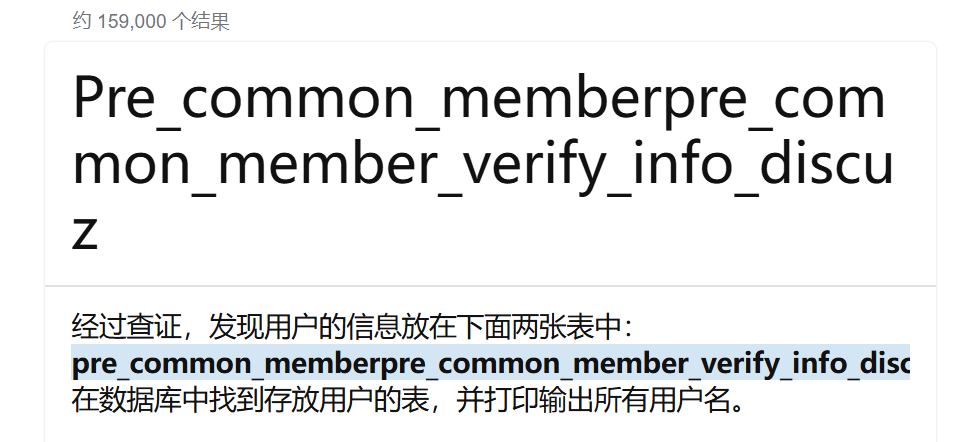 约 159,000 个结果
Pre_common_memberpre_com
mon_member_verify_info_discu
z
经过查证，发现用户的信息放在下面两张表中：
pre_common_memberpre_common_member_verify_info_disc
在数据库中找到存放用户的表，并打印输出所有用户名。